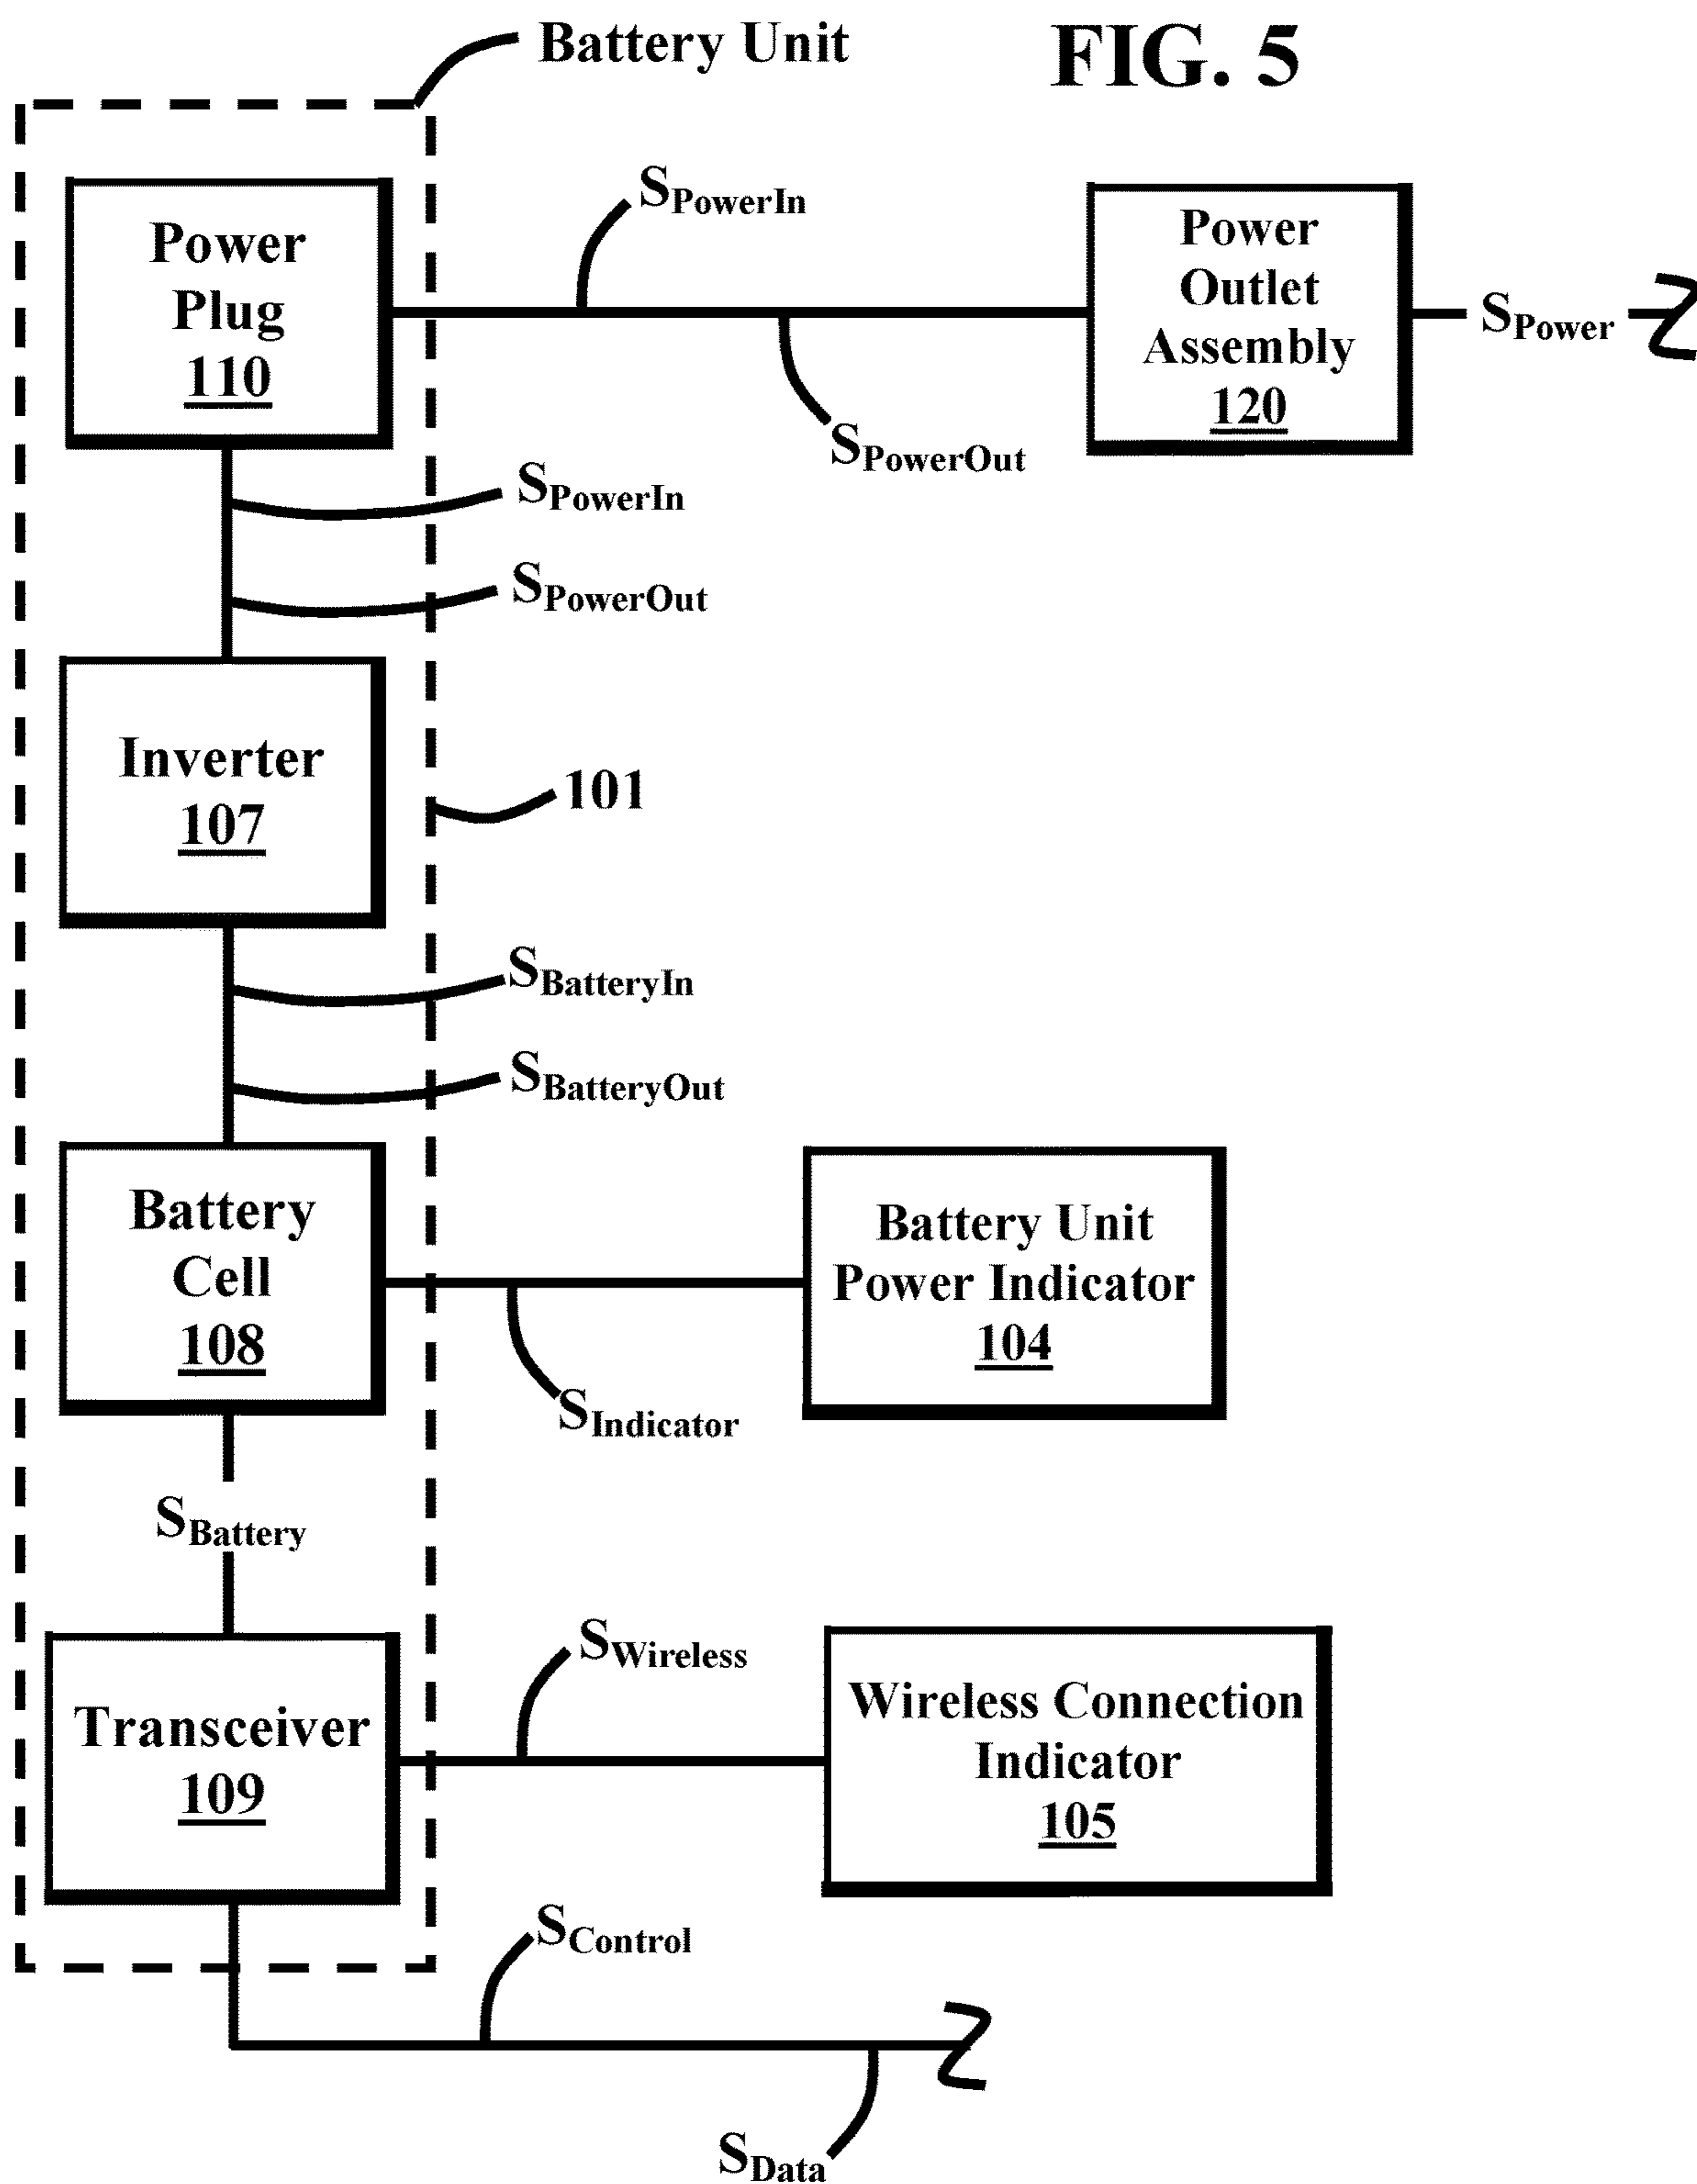 Battery Unit
FIG. 5
Power
Plug
110
SPowerIn
SPowerOut
Power
Outlet
Assembly
120
SPower
SPowerIn
SPowerOut
Inverter
107
101
SBatteryIn
SBatteryOut
Battery
Cell
108
SIndicator
Battery Unit
Power Indicator
104
SBattery
Transceiver
109
SWireless
Wireless Connection
Indicator
105
SControl
SData